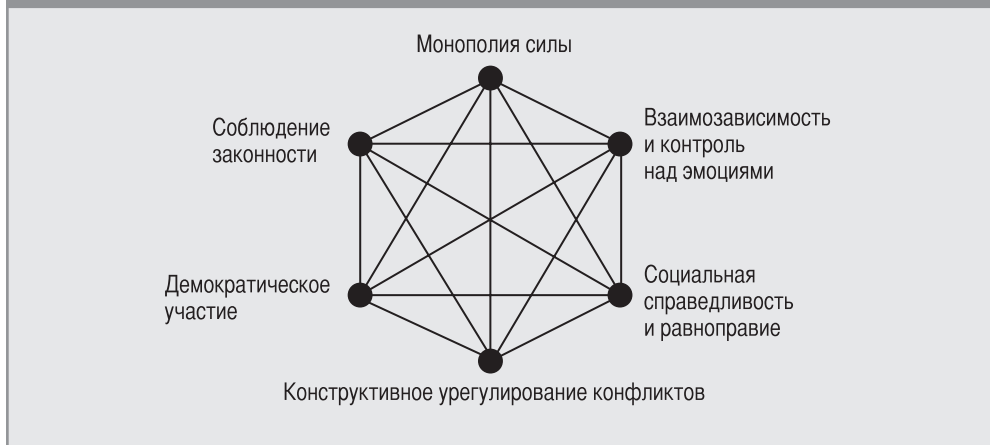 Монополия силы
Соблюдение
законности
Взаимозависимость
и контроль
над эмоциями
Демократическое
участие
Социальная
справедливость
и равноправие
Конструктивное урегулирование конфликтов